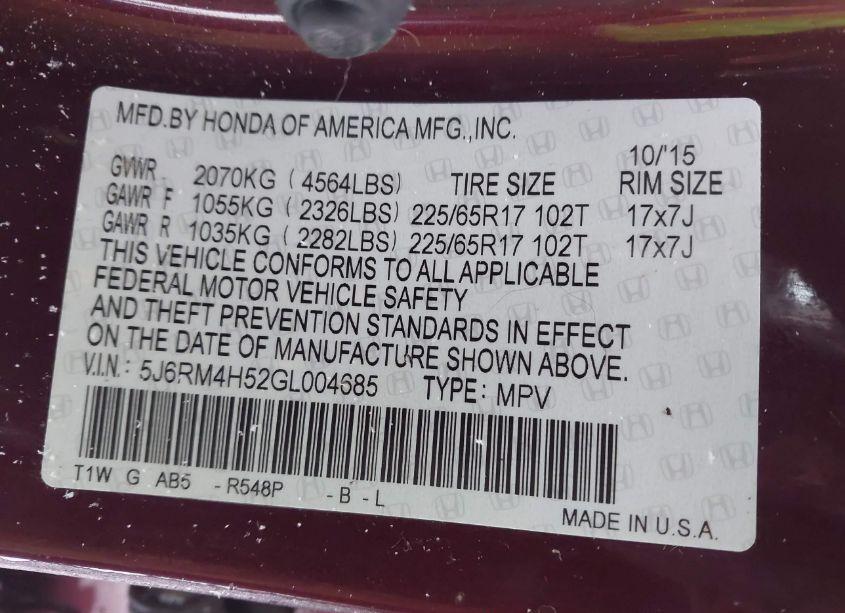 MFD.BY HONDA OF AMERICA MFG.,INC.
10/'15
GVWR 2070KG ( 4564LBS) TIRE SIZE RIM SIZE
GAWR F 1055KG ( 2326LBS) 225/65R17 102T 17x7J
GAWR R 1035KG ( 2282LBS) 225/65R17 102T 17x7J
THIS VEHICLE CONFORMS TO ALL APPLICABLE
FEDERAL MOTOR VEHICLE SAFETY
AND THEFT PREVENTION STANDARDS IN EFFECT
ON THE DATE OF MANUFACTURE SHOWN ABOVE.
V.I.N.: 5J6RM4H52GL004685 TYPE: MPV
T1W G AB5 -R548P -B-L
MADE IN U.S.A.